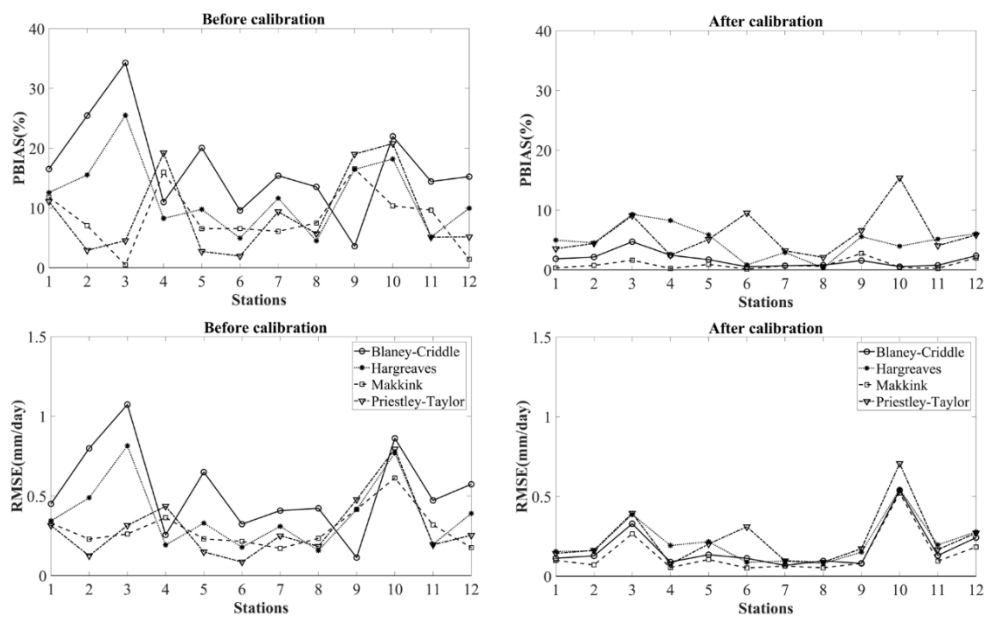 Before calibration
PBIAS(%)
40
30
20
10
0
1 2 3 4 5 6 7 8 9 10 11 12
Stations
After calibration
PBIAS(%)
40
30
20
10
0
1 2 3 4 5 6 7 8 9 10 11 12
Stations
Before calibration
RMSE(mm/day)
1.5
1
0.5
0
Blaney-Criddle
Hargreaves
Makkink
Priestley-Taylor
1 2 3 4 5 6 7 8 9 10 11 12
Stations
After calibration
RMSE(mm/day)
1.5
1
0.5
0
Blaney-Criddle
Hargreaves
Makkink
Priestley-Taylor
1 2 3 4 5 6 7 8 9 10 11 12
Stations